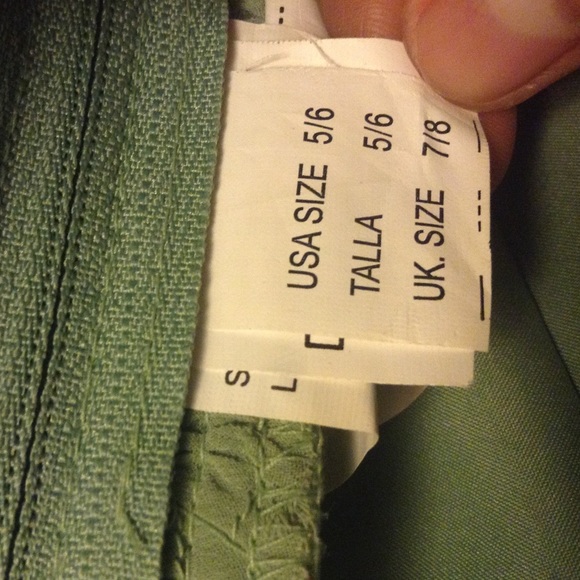 USA SIZE 5/6
TALLA 5/6
UK. SIZE 7/8
S
L